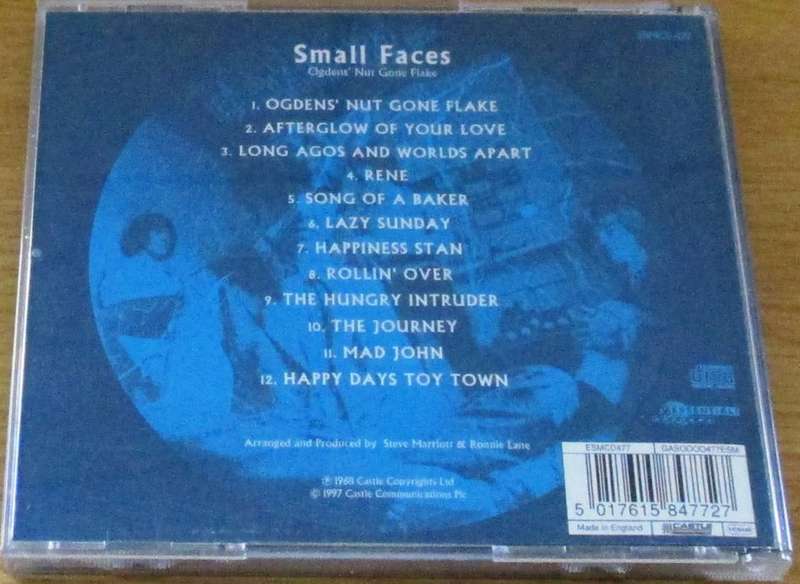 Small Faces
Ogdens' Nut Gone Flake
1. OGDENS' NUT GONE FLAKE
2. AFTERGLOW OF YOUR LOVE
3. LONG AGOS AND WORLDS APART
4. RENE
5. SONG OF A BAKER
6. LAZY SUNDAY
7. HAPPINESS STAN
8. ROLLIN' OVER
9. THE HUNGRY INTRUDER
10. THE JOURNEY
11. MAD JOHN
12. HAPPY DAYS TOY TOWN
Arranged and Produced by Steve Marriott & Ronnie Lane
℗ 1968 Castle Copyrights Ltd
© 1997 Castle Communications Plc
ESSENTIAL!
ESMCD477
5 017615 847727
Made in England
CASTLE